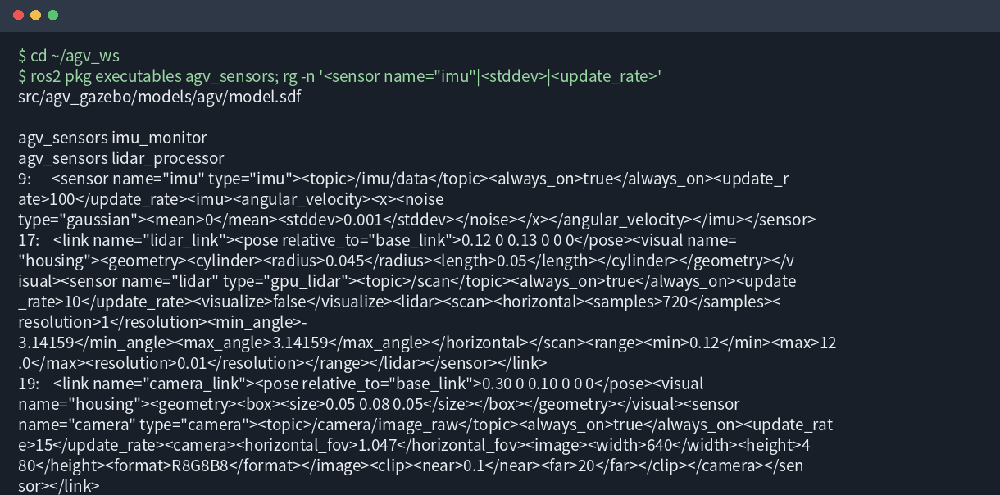 $ cd ~/agv_ws
$ ros2 pkg executables agv_sensors; rg -n '<sensor name="imu"|<stddev>|<update_rate>'
src/agv_gazebo/models/agv/model.sdf
agv_sensors imu_monitor
agv_sensors lidar_processor
9:     <sensor name="imu" type="imu"><topic>/imu/data</topic><always_on>true</always_on><update_r
ate>100</update_rate><imu><angular_velocity><x><noise
type="gaussian"><mean>0</mean><stddev>0.001</stddev></noise></x></angular_velocity></imu></sensor>
17:    <link name="lidar_link"><pose relative_to="base_link">0.12 0 0.13 0 0 0</pose><visual name=
"housing"><geometry><cylinder><radius>0.045</radius><length>0.05</length></cylinder></geometry></v
isual><sensor name="lidar" type="gpu_lidar"><topic>/scan</topic><always_on>true</always_on><update
_rate>10</update_rate><visualize>false</visualize><lidar><scan><horizontal><samples>720</samples><
resolution>1</resolution><min_angle>-
3.14159</min_angle><max_angle>3.14159</max_angle></horizontal></scan><range><min>0.12</min><max>12
.0</max><resolution>0.01</resolution></range></lidar></sensor></link>
19:    <link name="camera_link"><pose relative_to="base_link">0.30 0 0.10 0 0 0</pose><visual
name="housing"><geometry><box><size>0.05 0.08 0.05</size></box></geometry></visual><sensor
name="camera" type="camera"><topic>/camera/image_raw</topic><always_on>true</always_on><update_rat
e>15</update_rate><camera><horizontal_fov>1.047</horizontal_fov><image><width>640</width><height>4
80</height><format>R8G8B8</format></image><clip><near>0.1</near><far>20</far></clip></camera></sen
sor></link>